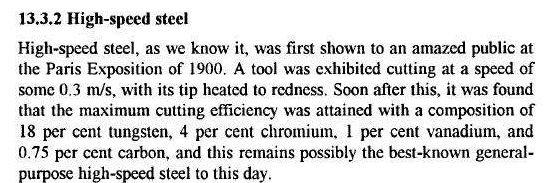 13.3.2 High-speed steel
High-speed steel, as we know it, was first shown to an amazed public at
the Paris Exposition of 1900. A tool was exhibited cutting at a speed of
some 0.3 m/s, with its tip heated to redness. Soon after this, it was found
that the maximum cutting efficiency was attained with a composition of
18 per cent tungsten, 4 per cent chromium, 1 per cent vanadium, and
0.75 per cent carbon, and this remains possibly the best-known general-
purpose high-speed steel to this day.